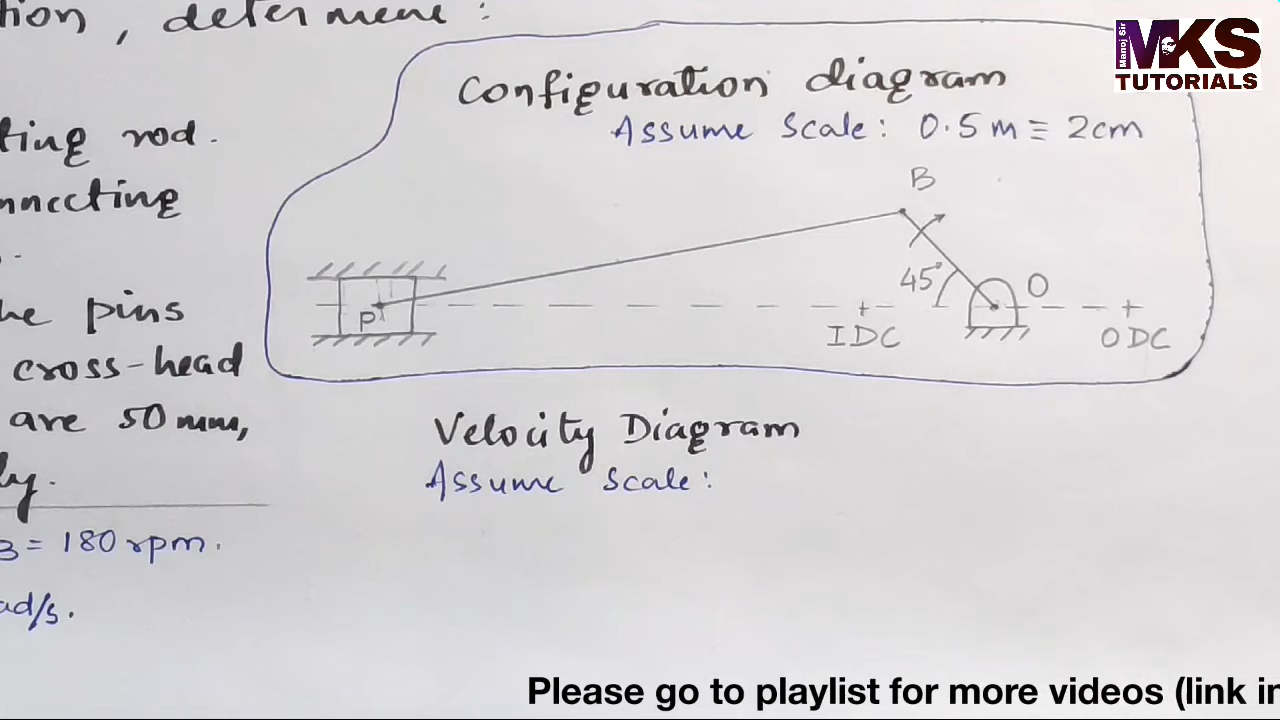 tion, determine:
ting rod.
nnecting
he pins
cross-head
are 50 mm,
ly.
3 = 180 rpm.
ad/s.
Configuration diagram
Assume Scale: 0.5 m ≡ 2cm
B
45°
O
P
IDC
ODC
Velocity Diagram
Assume Scale:
Manoj Sir
MKS
TUTORIALS
Please go to playlist for more videos (link in